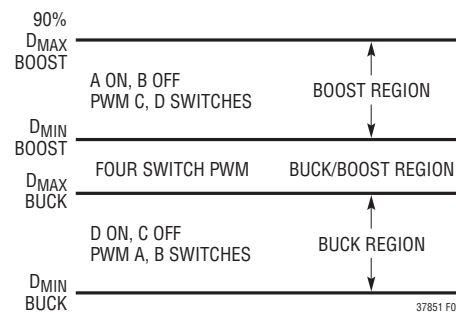 90%
DMAX
BOOST
A ON, B OFF
PWM C, D SWITCHES
BOOST REGION
DMIN
BOOST
FOUR SWITCH PWM
BUCK/BOOST REGION
DMAX
BUCK
D ON, C OFF
PWM A, B SWITCHES
BUCK REGION
DMIN
BUCK
37851 F0